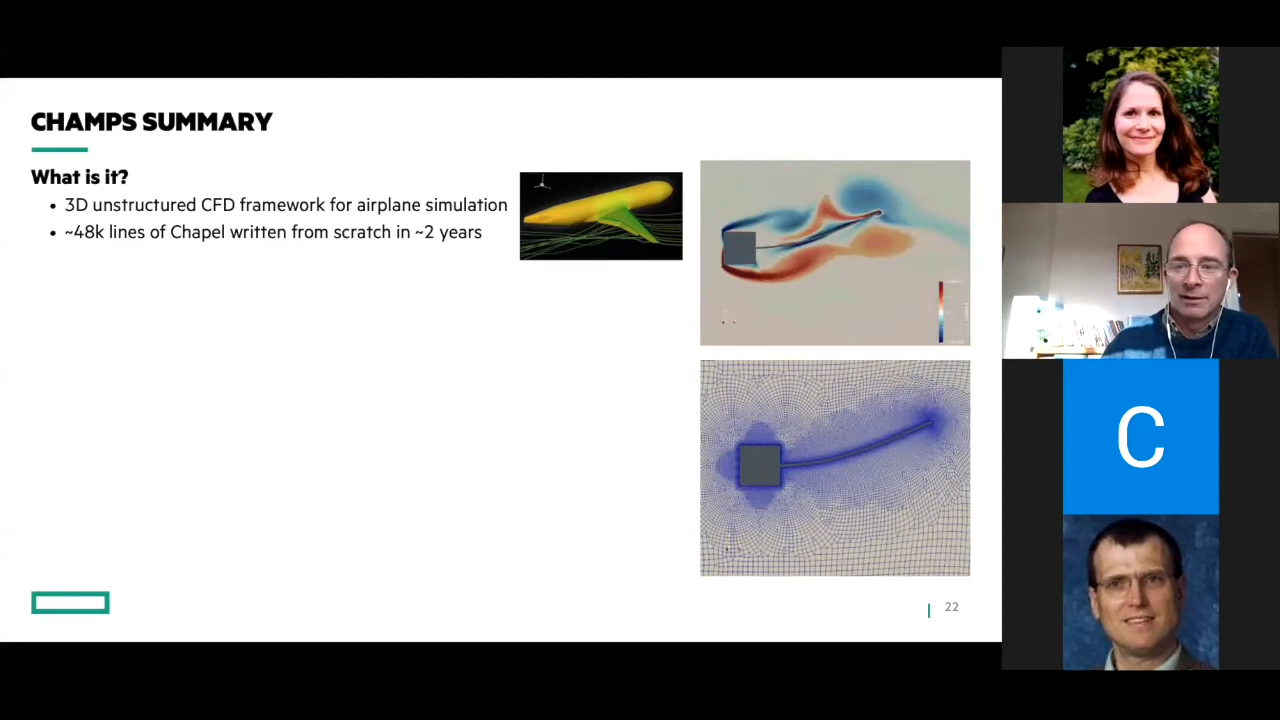 CHAMPS SUMMARY
What is it?
• 3D unstructured CFD framework for airplane simulation
• ~48k lines of Chapel written from scratch in ~2 years
22
C